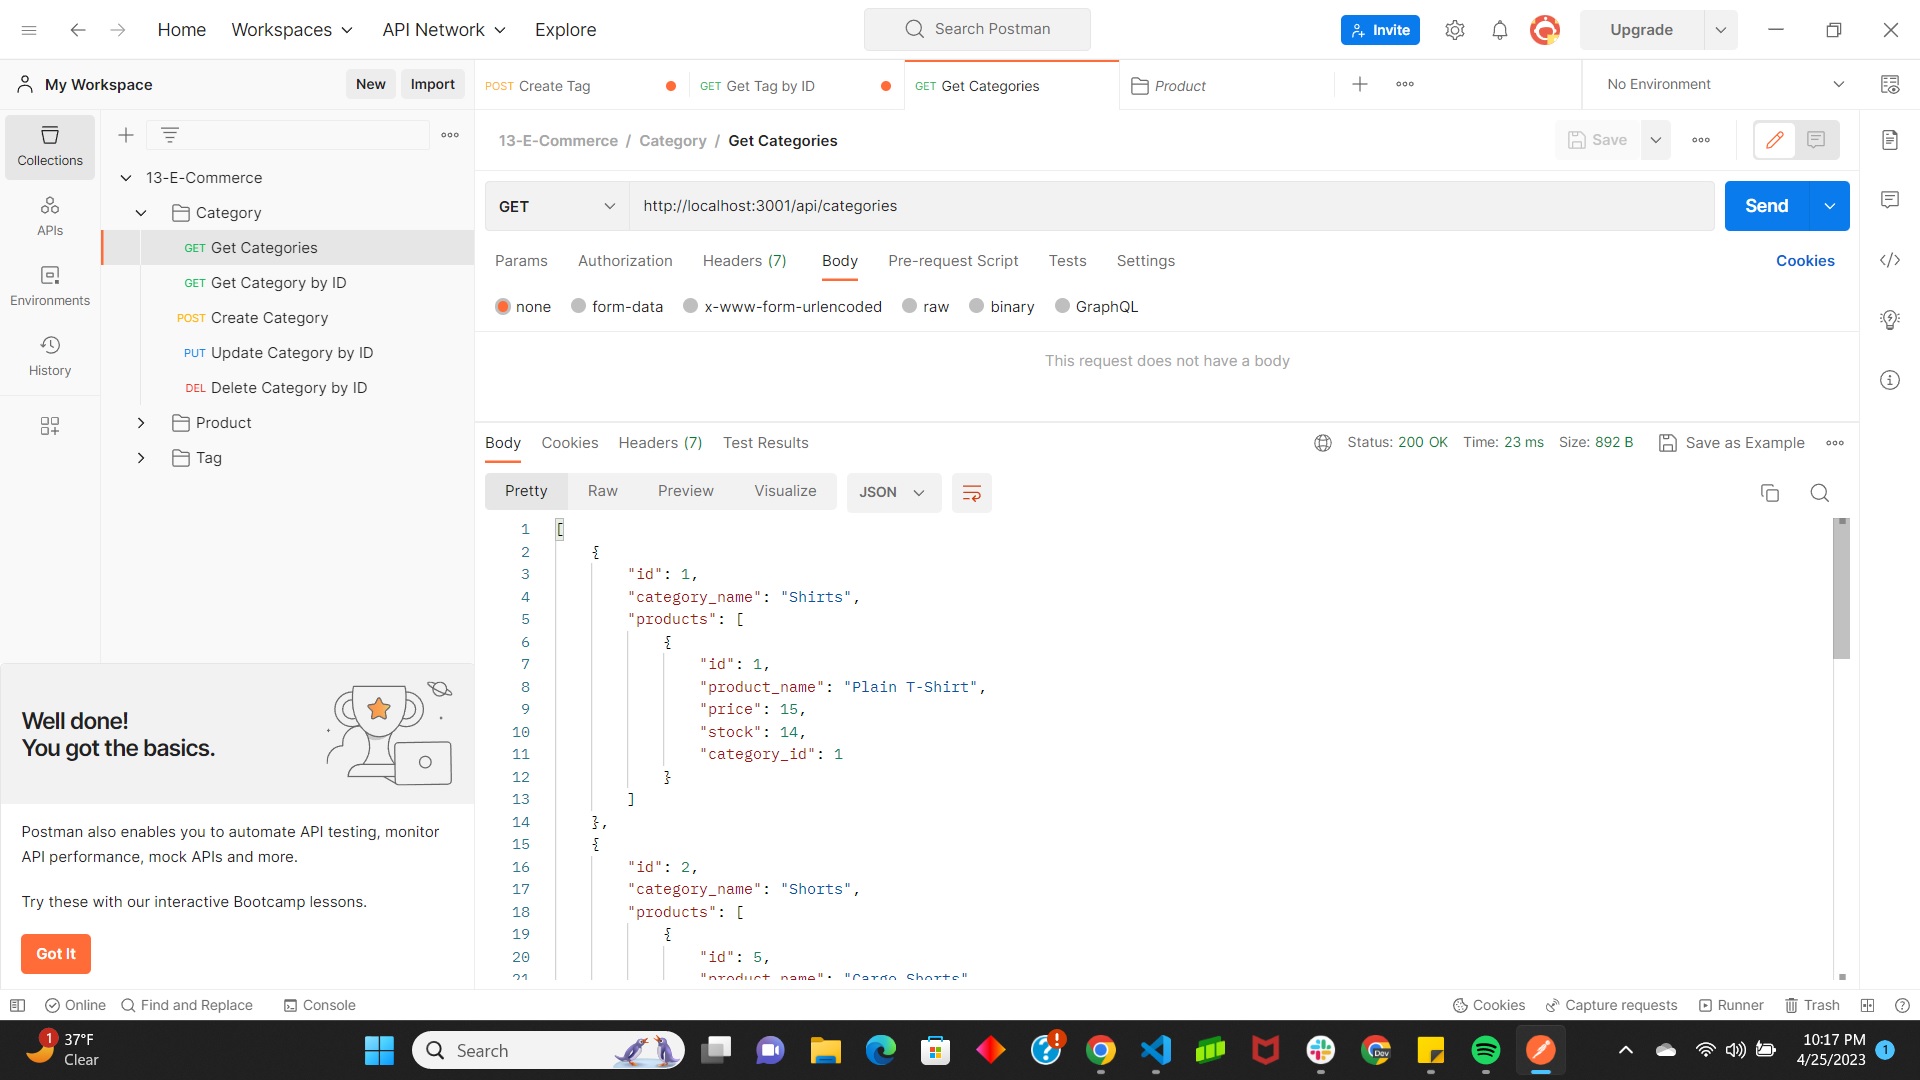 Home Workspaces API Network Explore Search Postman Invite Upgrade
My Workspace New Import
POST Create Tag GET Get Tag by ID GET Get Categories Product No Environment
13-E-Commerce / Category / Get Categories Save
Collections
APIs
Environments
History
13-E-Commerce
Category
GET Get Categories
GET Get Category by ID
POST Create Category
PUT Update Category by ID
DEL Delete Category by ID
Product
Tag
GET http://localhost:3001/api/categories Send
Params Authorization Headers (7) Body Pre-request Script Tests Settings Cookies
none form-data x-www-form-urlencoded raw binary GraphQL
This request does not have a body
Body Cookies Headers (7) Test Results Status: 200 OK Time: 23 ms Size: 892 B Save as Example
Pretty Raw Preview Visualize JSON
1 [
2 {
3 "id": 1,
4 "category_name": "Shirts",
5 "products": [
6 {
7 "id": 1,
8 "product_name": "Plain T-Shirt",
9 "price": 15,
10 "stock": 14,
11 "category_id": 1
12 }
13 ]
14 },
15 {
16 "id": 2,
17 "category_name": "Shorts",
18 "products": [
19 {
20 "id": 5,
21 "product_name": "Cargo Shorts"
Well done!
You got the basics.
Postman also enables you to automate API testing, monitor
API performance, mock APIs and more.
Try these with our interactive Bootcamp lessons.
Got It
Online Find and Replace Console Cookies Capture requests Runner Trash
1 37°F
Clear
Search
Dev
10:17 PM
4/25/2023
1